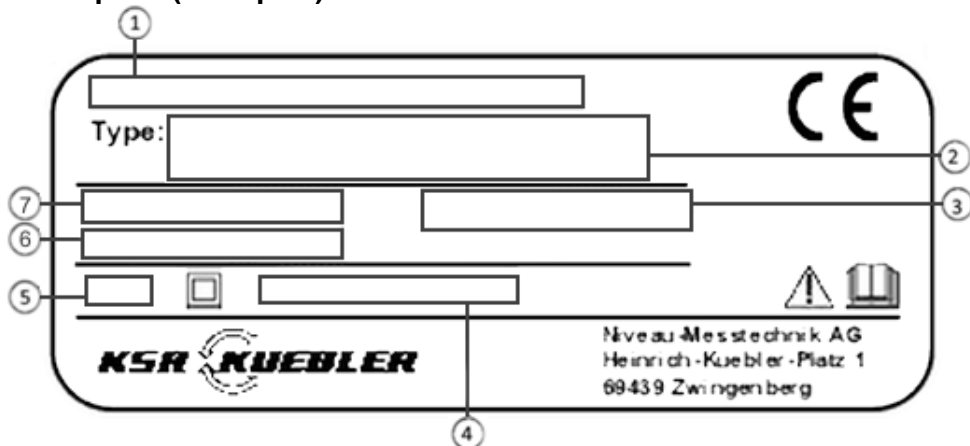 1
CE
Type:
2
7
3
6
5
KSR KUEBLER
Niveau-Messtechnik AG
Heinrich-Kuebler-Platz 1
69439 Zwingenberg
4